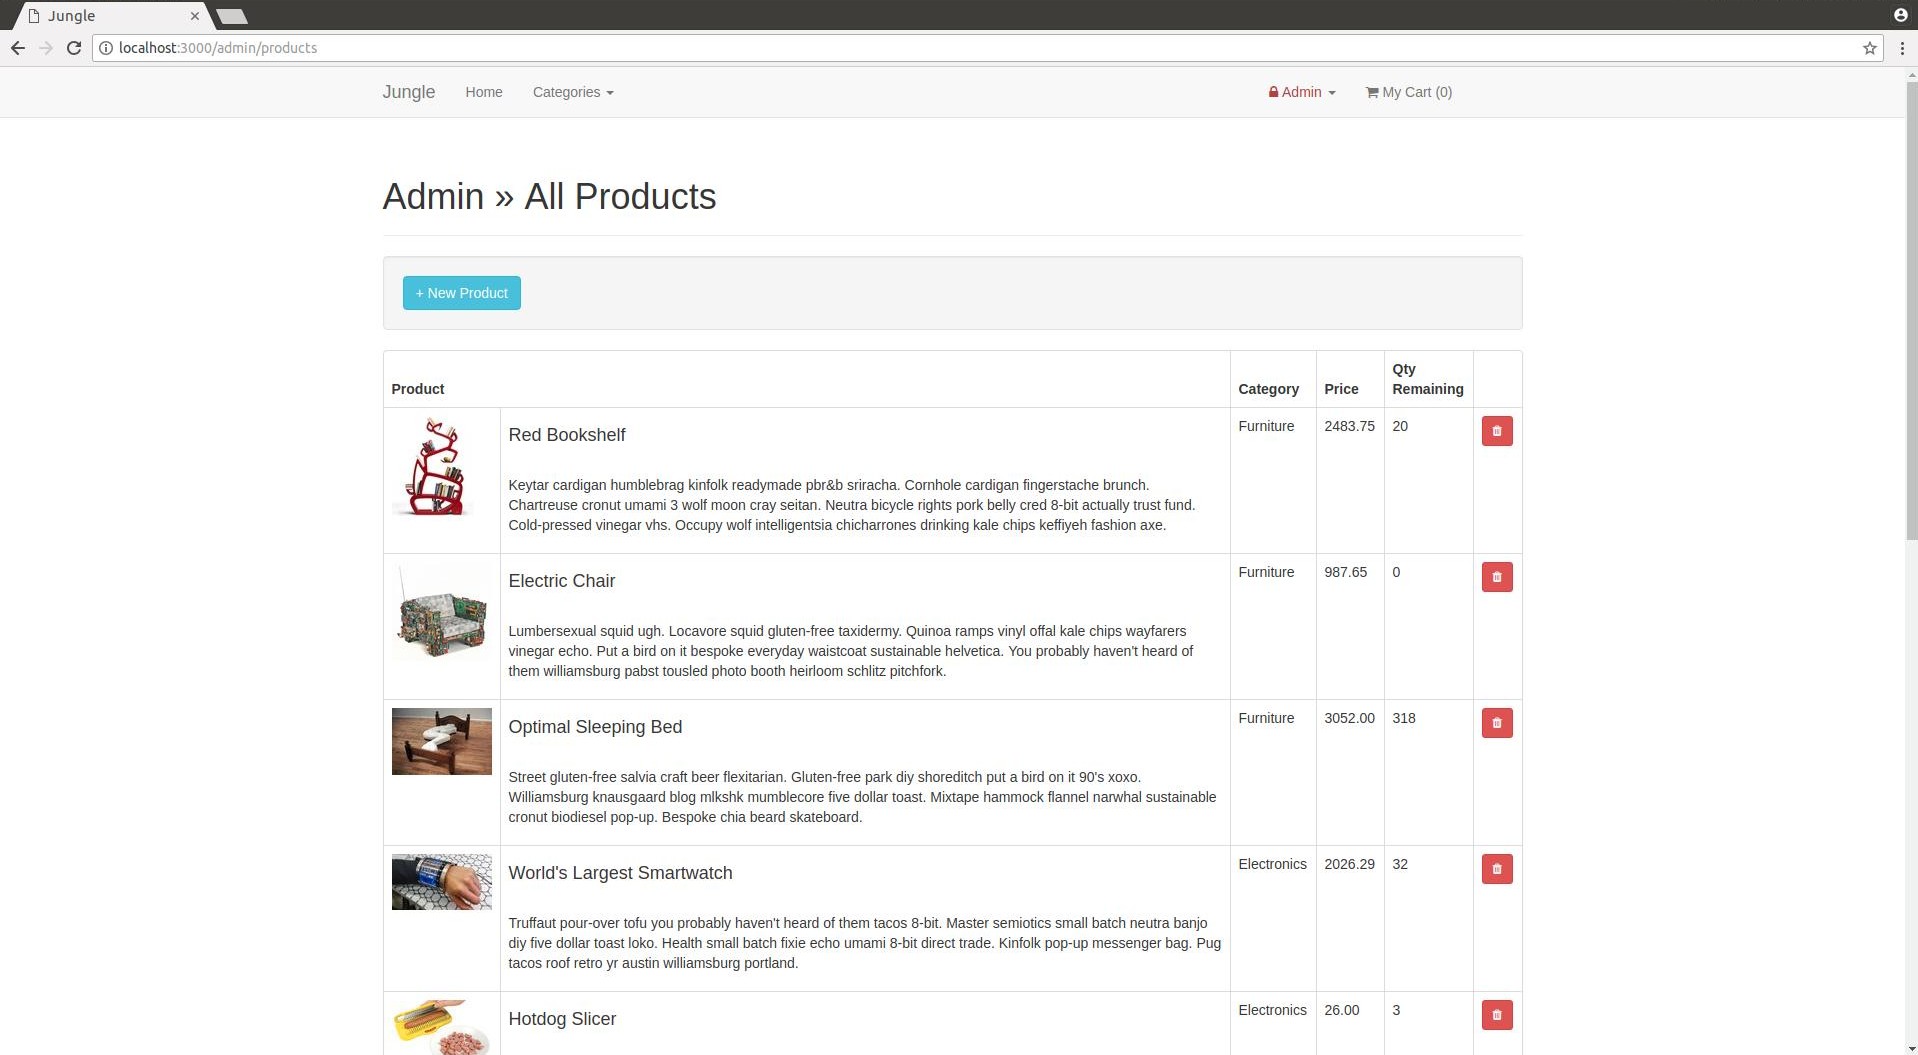 Jungle
localhost:3000/admin/products
Jungle Home Categories Admin My Cart (0)
Admin » All Products
+ New Product
Product Category Price Qty Remaining
Red Bookshelf Furniture 2483.75 20
Keytar cardigan humblebrag kinfolk readymade pbr&b sriracha. Cornhole cardigan fingerstache brunch.
Chartreuse cronut umami 3 wolf moon cray seitan. Neutra bicycle rights pork belly cred 8-bit actually trust fund.
Cold-pressed vinegar vhs. Occupy wolf intelligentsia chicharrones drinking kale chips keffiyeh fashion axe.
Electric Chair Furniture 987.65 0
Lumbersexual squid ugh. Locavore squid gluten-free taxidermy. Quinoa ramps vinyl offal kale chips wayfarers
vinegar echo. Put a bird on it bespoke everyday waistcoat sustainable helvetica. You probably haven't heard of
them williamsburg pabst tousled photo booth heirloom schlitz pitchfork.
Optimal Sleeping Bed Furniture 3052.00 318
Street gluten-free salvia craft beer flexitarian. Gluten-free park diy shoreditch put a bird on it 90's xoxo.
Williamsburg knausgaard blog mlkshk mumblecore five dollar toast. Mixtape hammock flannel narwhal sustainable
cronut biodiesel pop-up. Bespoke chia beard skateboard.
World's Largest Smartwatch Electronics 2026.29 32
Truffaut pour-over tofu you probably haven't heard of them tacos 8-bit. Master semiotics small batch neutra banjo
diy five dollar toast loko. Health small batch fixie echo umami 8-bit direct trade. Kinfolk pop-up messenger bag. Pug
tacos roof retro yr austin williamsburg portland.
Hotdog Slicer Electronics 26.00 3